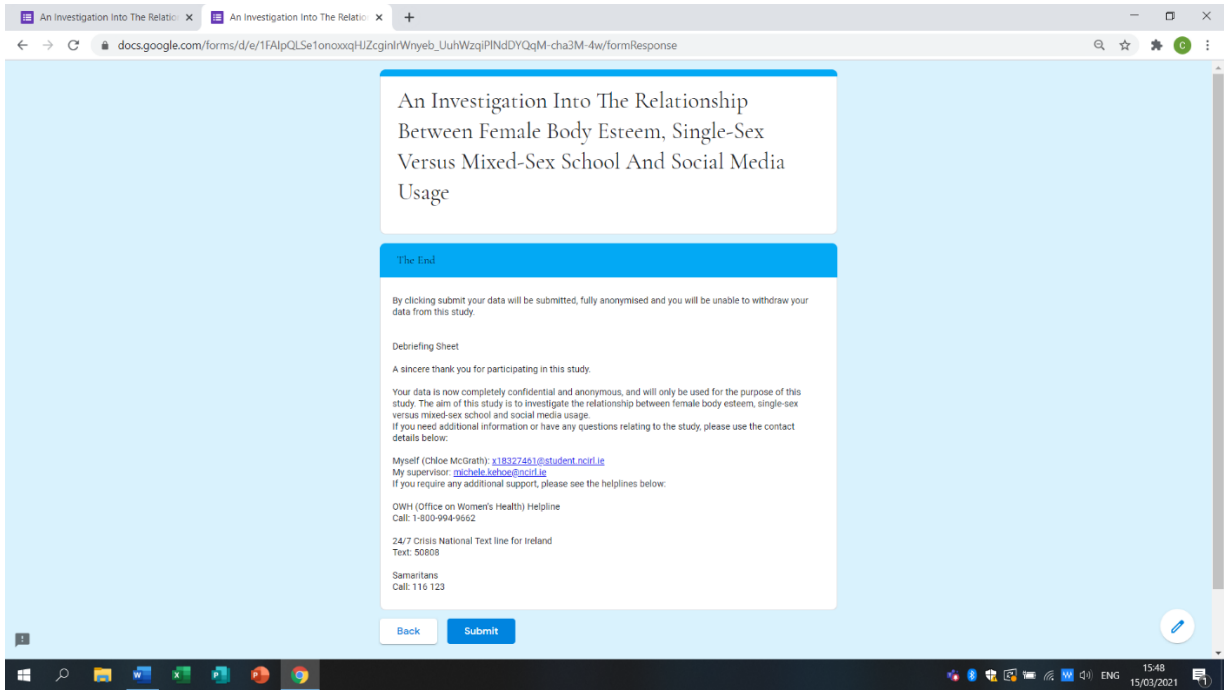 An Investigation Into The Relatio
An Investigation Into The Relatio
docs.google.com/forms/d/e/1FAIpQLSe1onoxxqHJZcginIrWnyeb_UuhWzqiPlNdDYQqM-cha3M-4w/formResponse
C
An Investigation Into The Relationship
Between Female Body Esteem, Single-Sex
Versus Mixed-Sex School And Social Media
Usage
The End
By clicking submit your data will be submitted, fully anonymised and you will be unable to withdraw your
data from this study.
Debriefing Sheet
A sincere thank you for participating in this study.
Your data is now completely confidential and anonymous, and will only be used for the purpose of this
study. The aim of this study is to investigate the relationship between female body esteem, single-sex
versus mixed-sex school and social media usage.
If you need additional information or have any questions relating to the study, please use the contact
details below:
Myself (Chloe McGrath): x18327461@student.ncirl.ie
My supervisor: michele.kehoe@ncirl.ie
If you require any additional support, please see the helplines below:
OWH (Office on Women's Health) Helpline
Call: 1-800-994-9662
24/7 Crisis National Text line for Ireland
Text: 50808
Samaritans
Call: 116 123
Back
Submit
ENG
15:48
15/03/2021
1